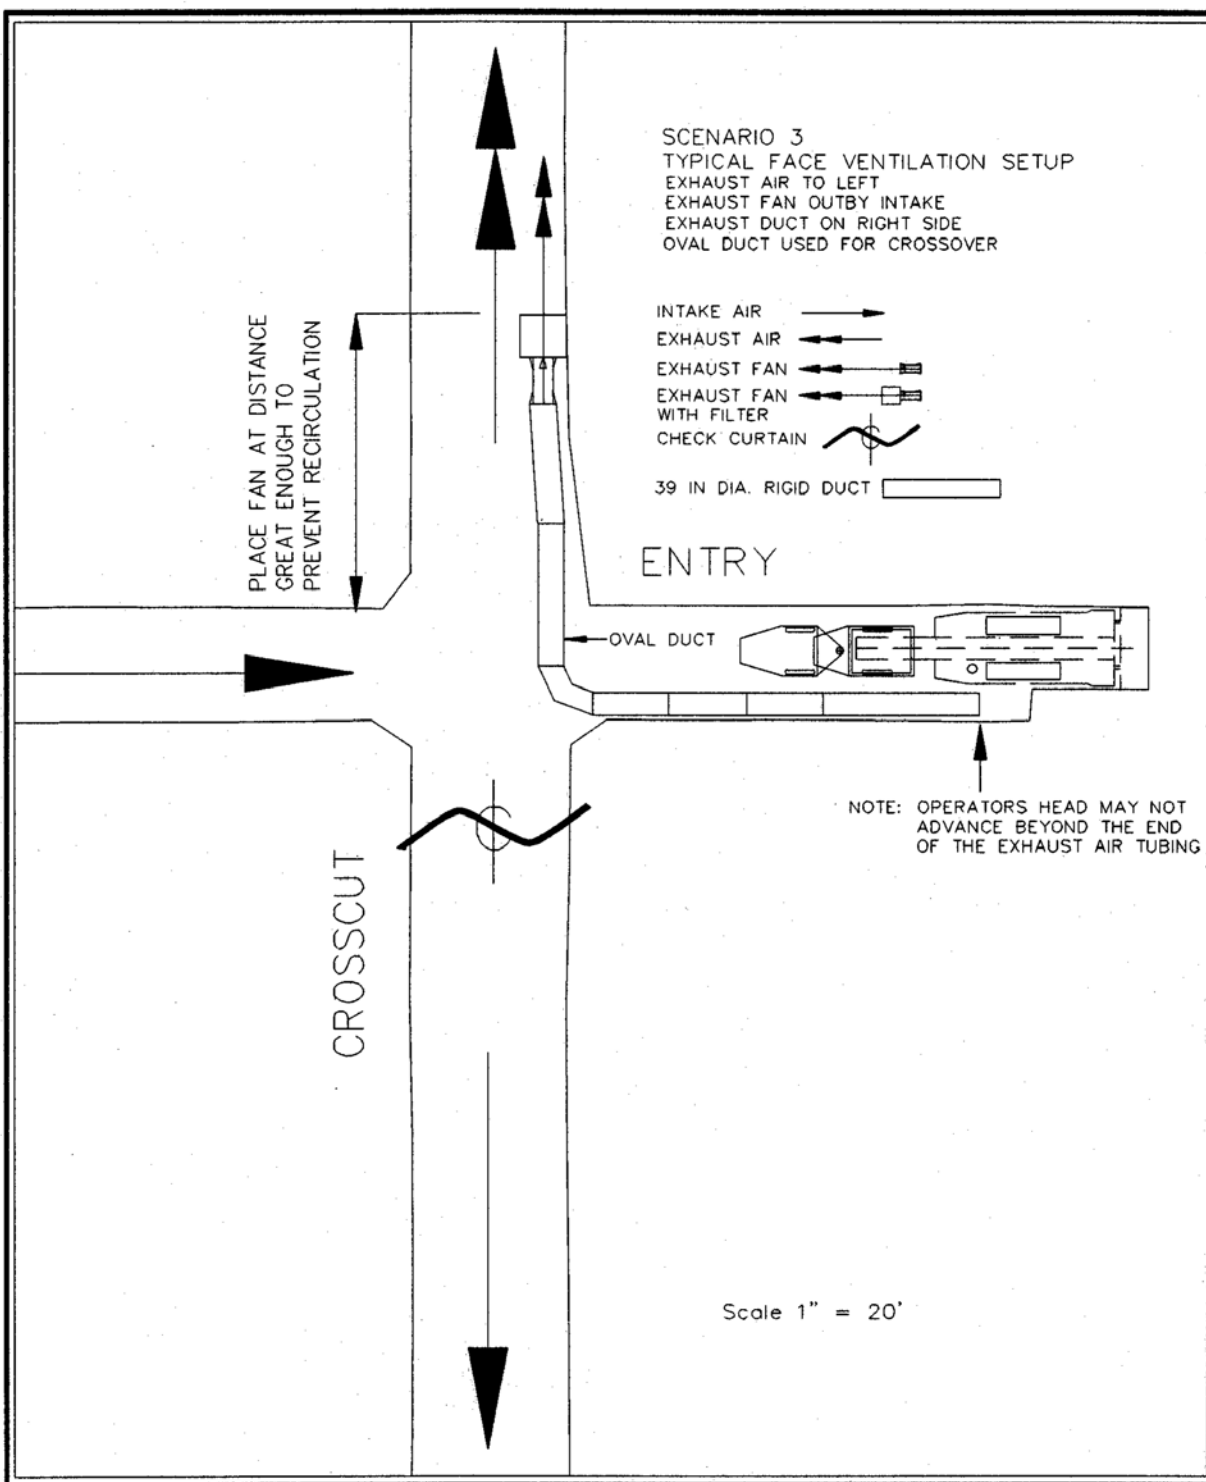 SCENARIO 3
TYPICAL FACE VENTILATION SETUP
EXHAUST AIR TO LEFT
EXHAUST FAN OUTBY INTAKE
EXHAUST DUCT ON RIGHT SIDE
OVAL DUCT USED FOR CROSSOVER
INTAKE AIR
EXHAUST AIR
EXHAUST FAN
EXHAUST FAN
WITH FILTER
CHECK CURTAIN
39 IN DIA. RIGID DUCT
PLACE FAN AT DISTANCE
GREAT ENOUGH TO
PREVENT RECIRCULATION
ENTRY
OVAL DUCT
NOTE: OPERATORS HEAD MAY NOT
ADVANCE BEYOND THE END
OF THE EXHAUST AIR TUBING
CROSSCUT
Scale 1" = 20'